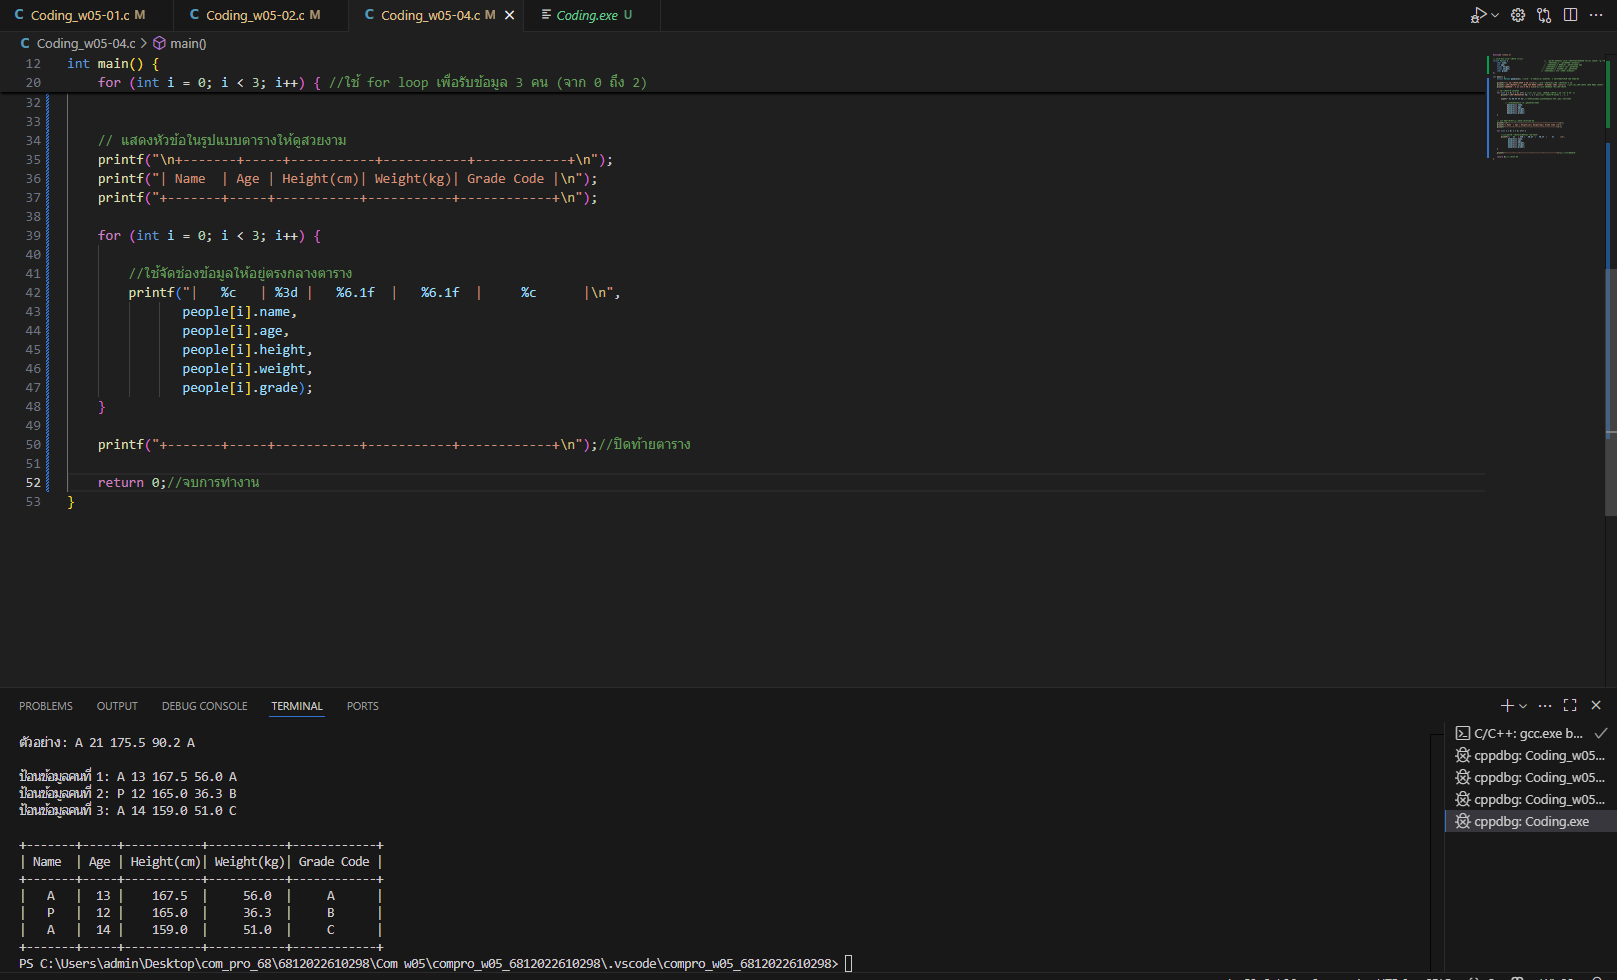 C Coding_w05-01.c M C Coding_w05-02.c M C Coding_w05-04.c M Coding.exe U
C Coding_w05-04.c > main()
12 int main() {
20 for (int i = 0; i < 3; i++) { //ใช้ for loop เพื่อรับข้อมูล 3 คน (จาก 0 ถึง 2)
32
33
34 // แสดงหัวข้อในรูปแบบตารางให้ดูสวยงาม
35 printf("\n+-------+-----+-----------+-----------+------------+\n");
36 printf("| Name  | Age | Height(cm)| Weight(kg)| Grade Code |\n");
37 printf("+-------+-----+-----------+-----------+------------+\n");
38
39 for (int i = 0; i < 3; i++) {
40
41 //ใช้จัดช่องข้อมูลให้อยู่ตรงกลางตาราง
42 printf("|   %c   | %3d |   %6.1f  |   %6.1f  |     %c      |\n",
43 people[i].name,
44 people[i].age,
45 people[i].height,
46 people[i].weight,
47 people[i].grade);
48 }
49
50 printf("+-------+-----+-----------+-----------+------------+\n");//ปิดท้ายตาราง
51
52 return 0;//จบการทำงาน
53 }
PROBLEMS OUTPUT DEBUG CONSOLE TERMINAL PORTS
ตัวอย่าง: A 21 175.5 90.2 A
ป้อนข้อมูลคนที่ 1: A 13 167.5 56.0 A
ป้อนข้อมูลคนที่ 2: P 12 165.0 36.3 B
ป้อนข้อมูลคนที่ 3: A 14 159.0 51.0 C
+-------+-----+-----------+-----------+------------+
| Name  | Age | Height(cm)| Weight(kg)| Grade Code |
+-------+-----+-----------+-----------+------------+
|   A   |  13 |    167.5  |     56.0  |     A      |
|   P   |  12 |    165.0  |     36.3  |     B      |
|   A   |  14 |    159.0  |     51.0  |     C      |
+-------+-----+-----------+-----------+------------+
PS C:\Users\admin\Desktop\com_pro_68\6812022610298\Com w05\compro_w05_6812022610298\.vscode\compro_w05_6812022610298>
C/C++: gcc.exe b...
cppdbg: Coding_w05...
cppdbg: Coding_w05...
cppdbg: Coding_w05...
cppdbg: Coding.exe